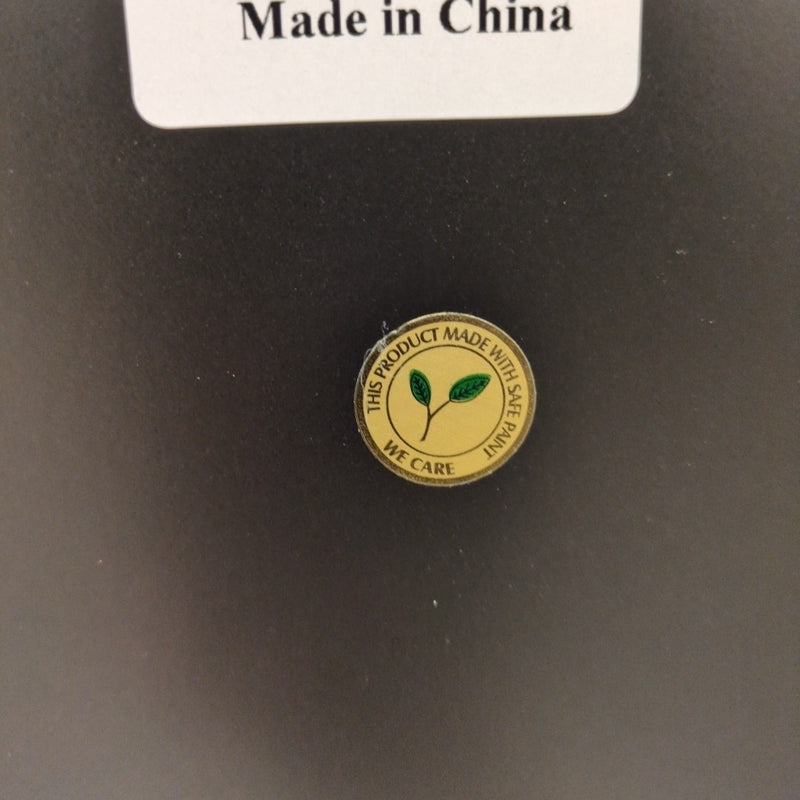 Made in China
THIS PRODUCT MADE WITH SAFE PAINT
WE CARE